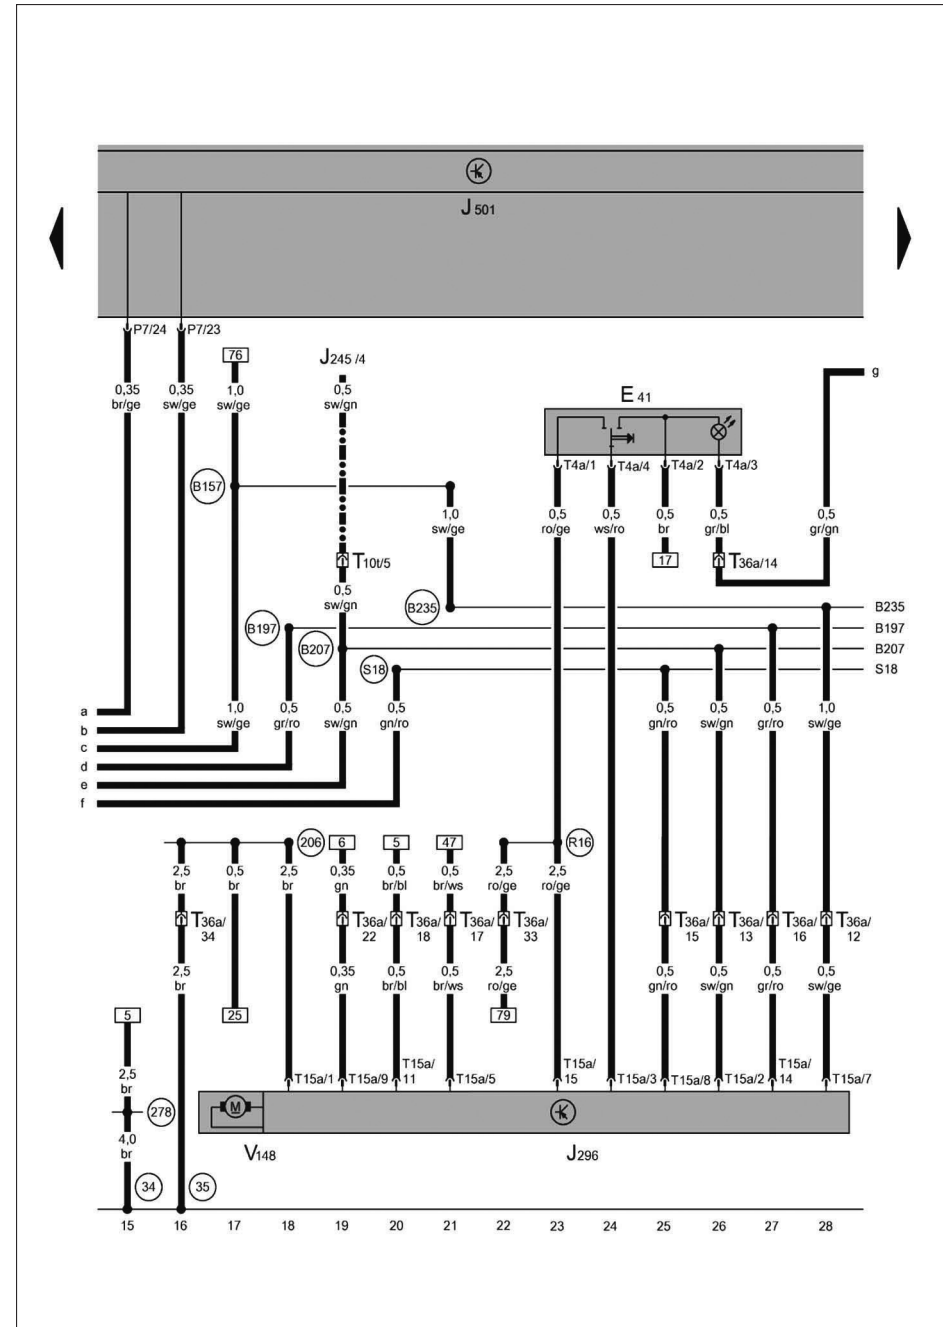 J 501
P7/24
P7/23
76
J 245 /4
g
0,35
br/ge
0,35
sw/ge
1,0
sw/ge
0,5
sw/gn
E 41
T4a/1
T4a/4
T4a/2
T4a/3
B157
1,0
sw/ge
0,5
ro/ge
0,5
ws/ro
0,5
br
0,5
gr/bl
0,5
gr/gn
T10t/5
17
T36a/14
0,5
sw/gn
B235
B235
B197
B197
B207
B207
S18
S18
a
b
c
d
e
f
1,0
sw/ge
0,5
gr/ro
0,5
sw/gn
0,5
gn/ro
0,5
gn/ro
0,5
sw/gn
0,5
gr/ro
1,0
sw/ge
206
6
5
47
R16
2,5
br
0,5
br
2,5
br
0,35
gn
0,5
br/bl
0,5
br/ws
2,5
ro/ge
2,5
ro/ge
T36a/
34
T36a/
22
T36a/
18
T36a/
17
T36a/
33
T36a/
15
T36a/
13
T36a/
16
T36a/
12
2,5
br
0,35
gn
0,5
br/bl
0,5
br/ws
2,5
ro/ge
0,5
gn/ro
0,5
sw/gn
0,5
gr/ro
0,5
sw/ge
5
25
79
T15a/1
T15a/9
T15a/
11
T15a/5
T15a/
15
T15a/3
T15a/8
T15a/2
T15a/
14
T15a/7
2,5
br
278
4,0
br
M
V148
J296
34
35
15 16 17 18 19 20 21 22 23 24 25 26 27 28